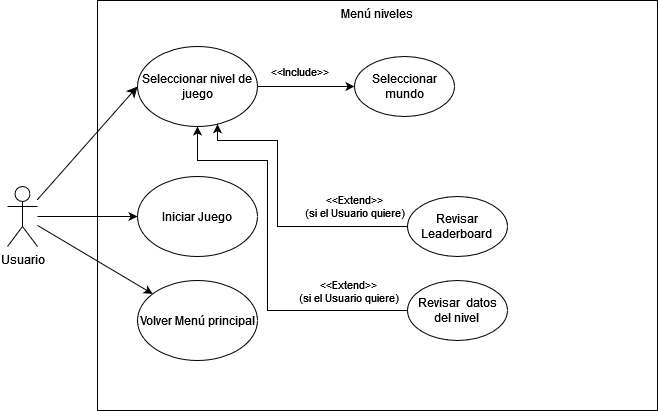 Menú niveles
Seleccionar nivel de
juego
<<Include>>
Seleccionar
mundo
Usuario
Iniciar Juego
<<Extend>>
(si el Usuario quiere)
Revisar
Leaderboard
<<Extend>>
(si el Usuario quiere)
Revisar datos
del nivel
Volver Menú principal